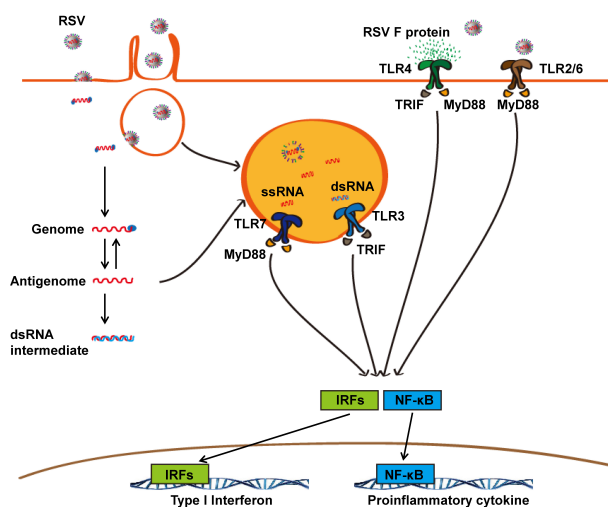 RSV
RSV F protein
TLR4
TLR2/6
TRIF
MyD88
MyD88
ssRNA
dsRNA
TLR7
TLR3
MyD88
TRIF
Genome
Antigenome
dsRNA
intermediate
IRFs
NF-κB
IRFs
NF-κB
Type I Interferon
Proinflammatory cytokine